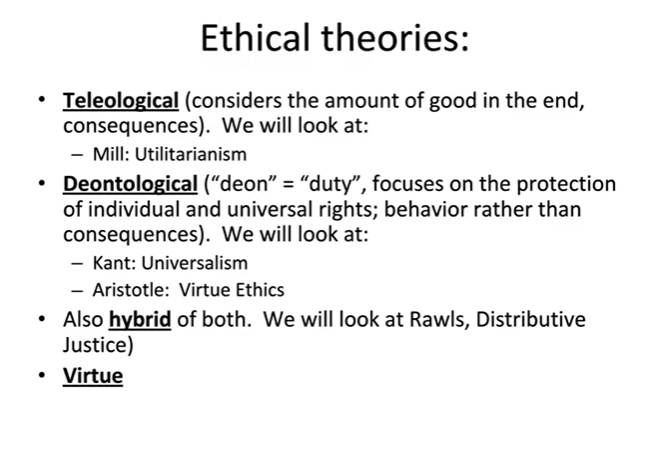 Ethical theories:
• Teleological (considers the amount of good in the end,
consequences).  We will look at:
– Mill: Utilitarianism
• Deontological (“deon” = “duty”, focuses on the protection
of individual and universal rights; behavior rather than
consequences).  We will look at:
– Kant: Universalism
– Aristotle:  Virtue Ethics
• Also hybrid of both.  We will look at Rawls, Distributive
Justice)
• Virtue